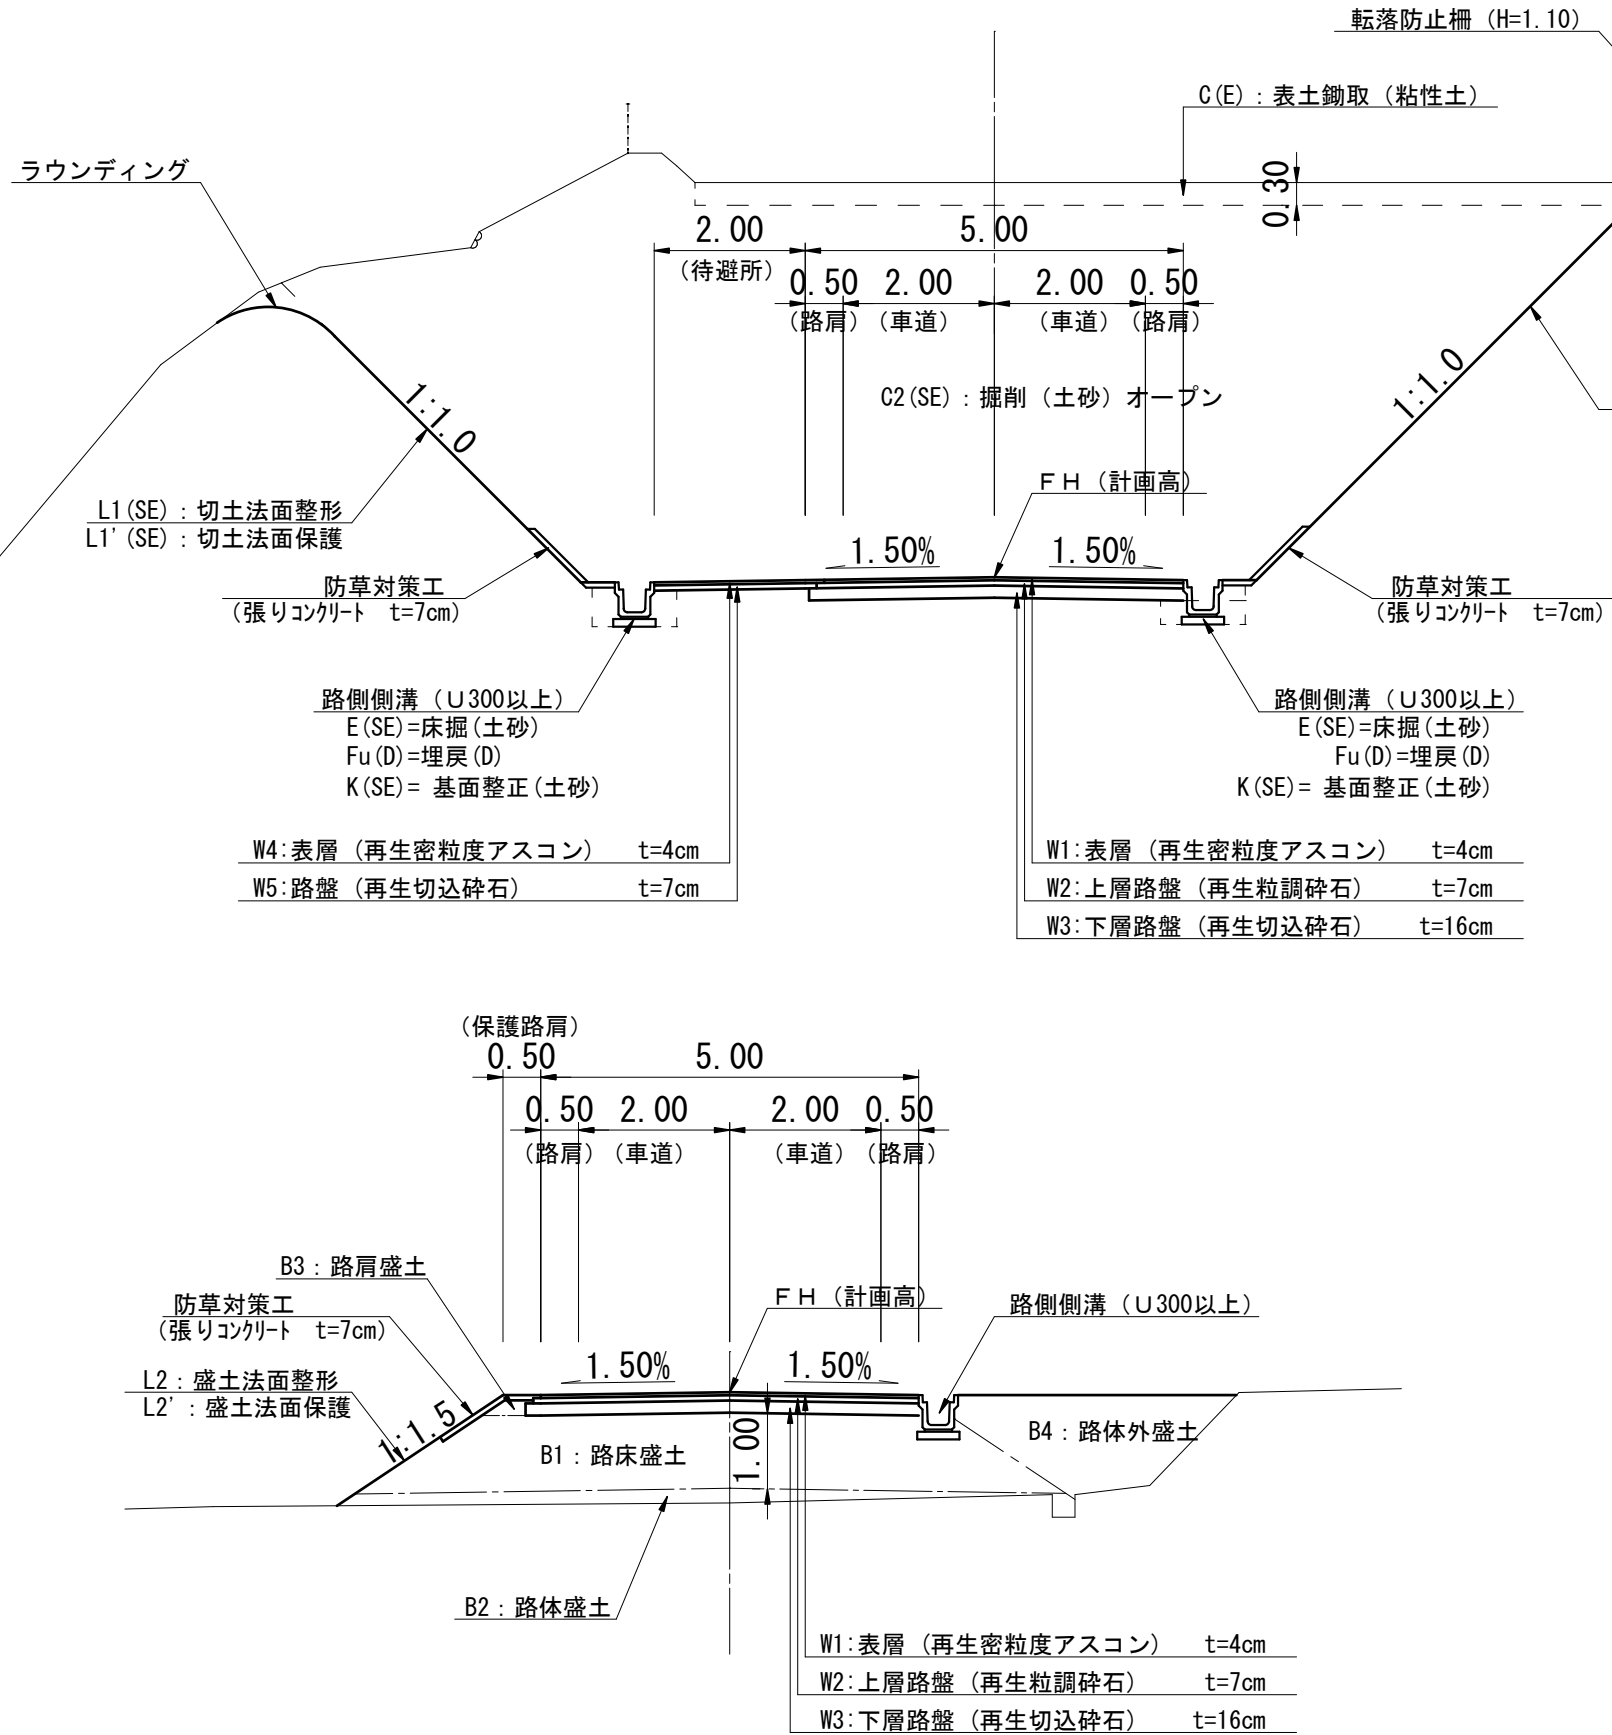 転落防止柵（H=1.10）
C(E)：表土鋤取（粘性土）
ラウンディング
0.30
2.00
5.00
（待避所）
0.50
2.00
2.00
0.50
（路肩）
（車道）
（車道）
（路肩）
1:1.0
1:1.0
C2(SE)：掘削（土砂）オープン
ＦＨ（計画高）
L1(SE)：切土法面整形
L1'(SE)：切土法面保護
1.50%
1.50%
防草対策工
（張りコンクリート　t=7cm）
防草対策工
（張りコンクリート　t=7cm）
路側側溝（Ｕ300以上）
E(SE)=床掘(土砂)
Fu(D)=埋戻(D)
K(SE)= 基面整正(土砂)
路側側溝（Ｕ300以上）
E(SE)=床掘(土砂)
Fu(D)=埋戻(D)
K(SE)= 基面整正(土砂)
W4:表層（再生密粒度アスコン）　t=4cm
W5:路盤（再生切込砕石）　t=7cm
W1:表層（再生密粒度アスコン）　t=4cm
W2:上層路盤（再生粒調砕石）　t=7cm
W3:下層路盤（再生切込砕石）　t=16cm
（保護路肩）
0.50
5.00
0.50
2.00
2.00
0.50
（路肩）
（車道）
（車道）
（路肩）
B3：路肩盛土
防草対策工
（張りコンクリート　t=7cm）
ＦＨ（計画高）
路側側溝（Ｕ300以上）
1.50%
1.50%
L2：盛土法面整形
L2'：盛土法面保護
1:1.5
B1：路床盛土
1.00
B4：路体外盛土
B2：路体盛土
W1:表層（再生密粒度アスコン）　t=4cm
W2:上層路盤（再生粒調砕石）　t=7cm
W3:下層路盤（再生切込砕石）　t=16cm